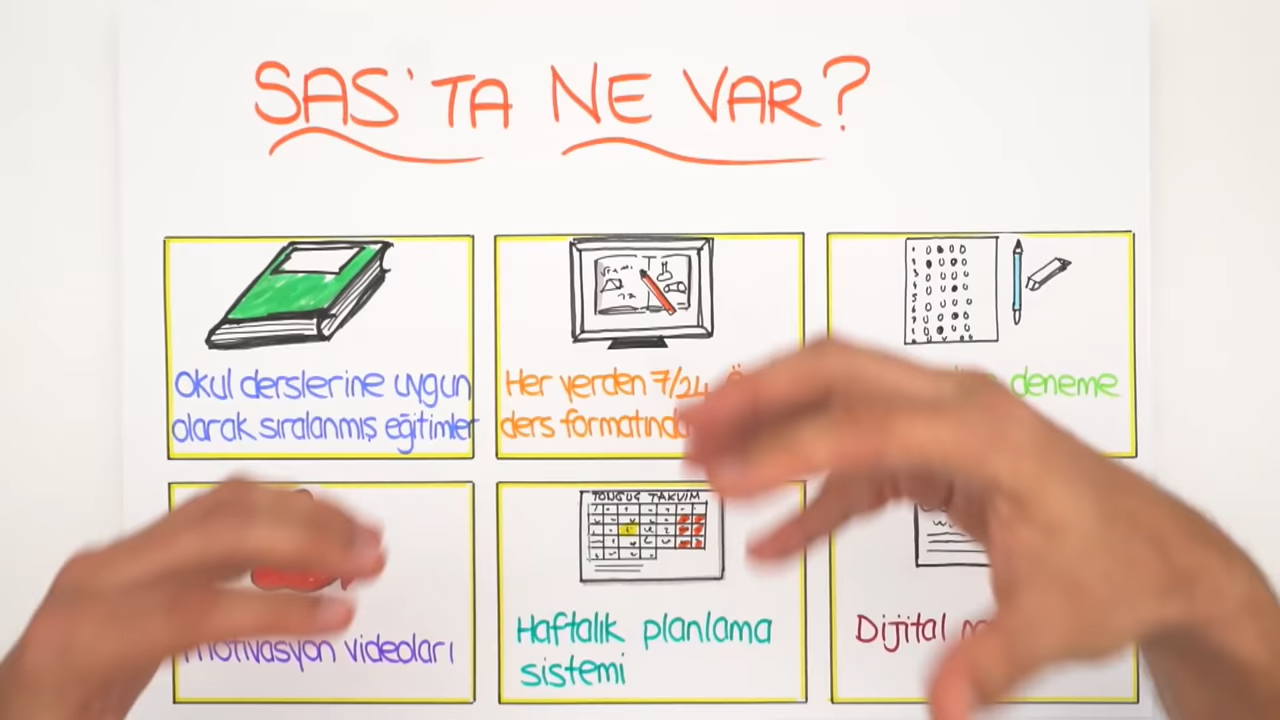 SAS'TA NE VAR?
Okul derslerine uygun
olarak sıralanmış eğitimler
Her yerden 7/24
ders formatında
deneme
motivasyon videoları
TONGUÇ TAKVİM
Haftalık planlama
sistemi
Dijital